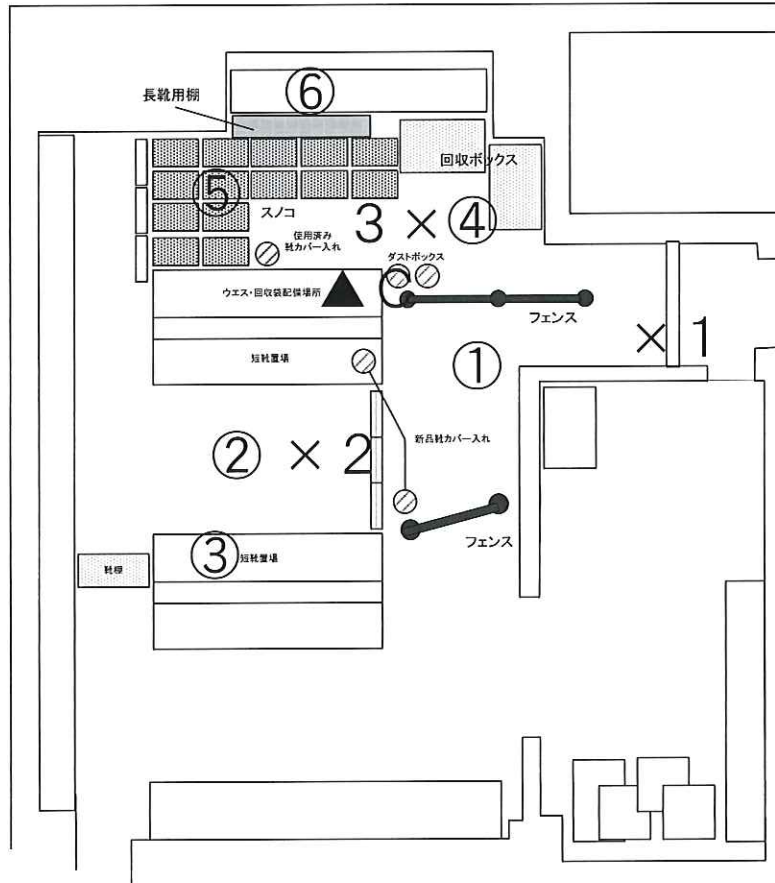 ⑥
長靴用棚
回収ボックス
⑤
スノコ
3 × ④
使用済み
靴カバー入れ
ダストボックス
ウエス・回収袋配備場所
フェンス
× 1
①
短靴置場
② × 2
新品靴カバー入れ
フェンス
③
短靴置場
靴棚